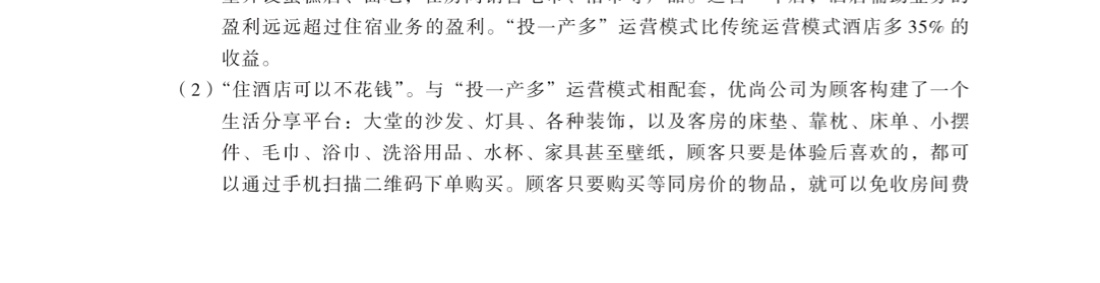 盈利远远超过住宿业务的盈利。“投一产多”运营模式比传统运营模式酒店多 35% 的
收益。
（2）“住酒店可以不花钱”。与“投一产多”运营模式相配套，优尚公司为顾客构建了一个
生活分享平台：大堂的沙发、灯具、各种装饰，以及客房的床垫、靠枕、床单、小摆
件、毛巾、浴巾、洗浴用品、水杯、家具甚至壁纸，顾客只要是体验后喜欢的，都可
以通过手机扫描二维码下单购买。顾客只要购买等同房价的物品，就可以免收房间费